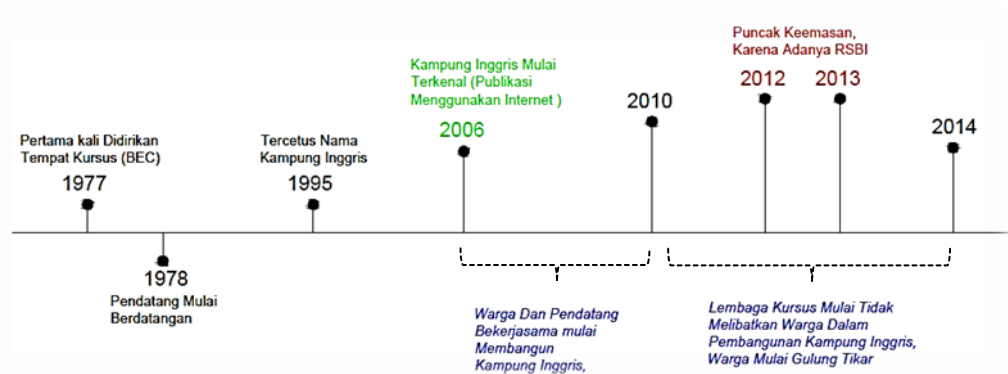 Pertama kali Didirikan
Tempat Kursus (BEC)
1977
1978
Pendatang Mulai
Berdatangan
Tercetus Nama
Kampung Inggris
1995
Kampung Inggris Mulai
Terkenal (Publikasi
Menggunakan Internet )
2006
2010
Puncak Keemasan,
Karena Adanya RSBI
2012 2013
2014
Warga Dan Pendatang
Bekerjasama mulai
Membangun
Kampung Inggris,
Lembaga Kursus Mulai Tidak
Melibatkan Warga Dalam
Pembangunan Kampung Inggris,
Warga Mulai Gulung Tikar